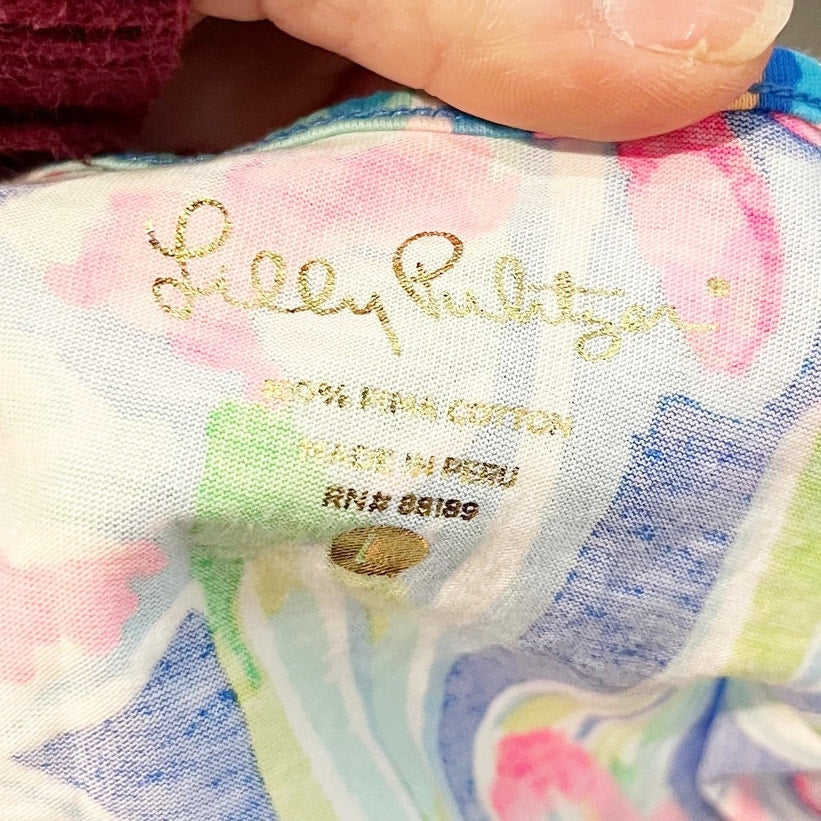 Lilly Pulitzer
100% PIMA COTTON
MADE IN PERU
RN# 89189
L